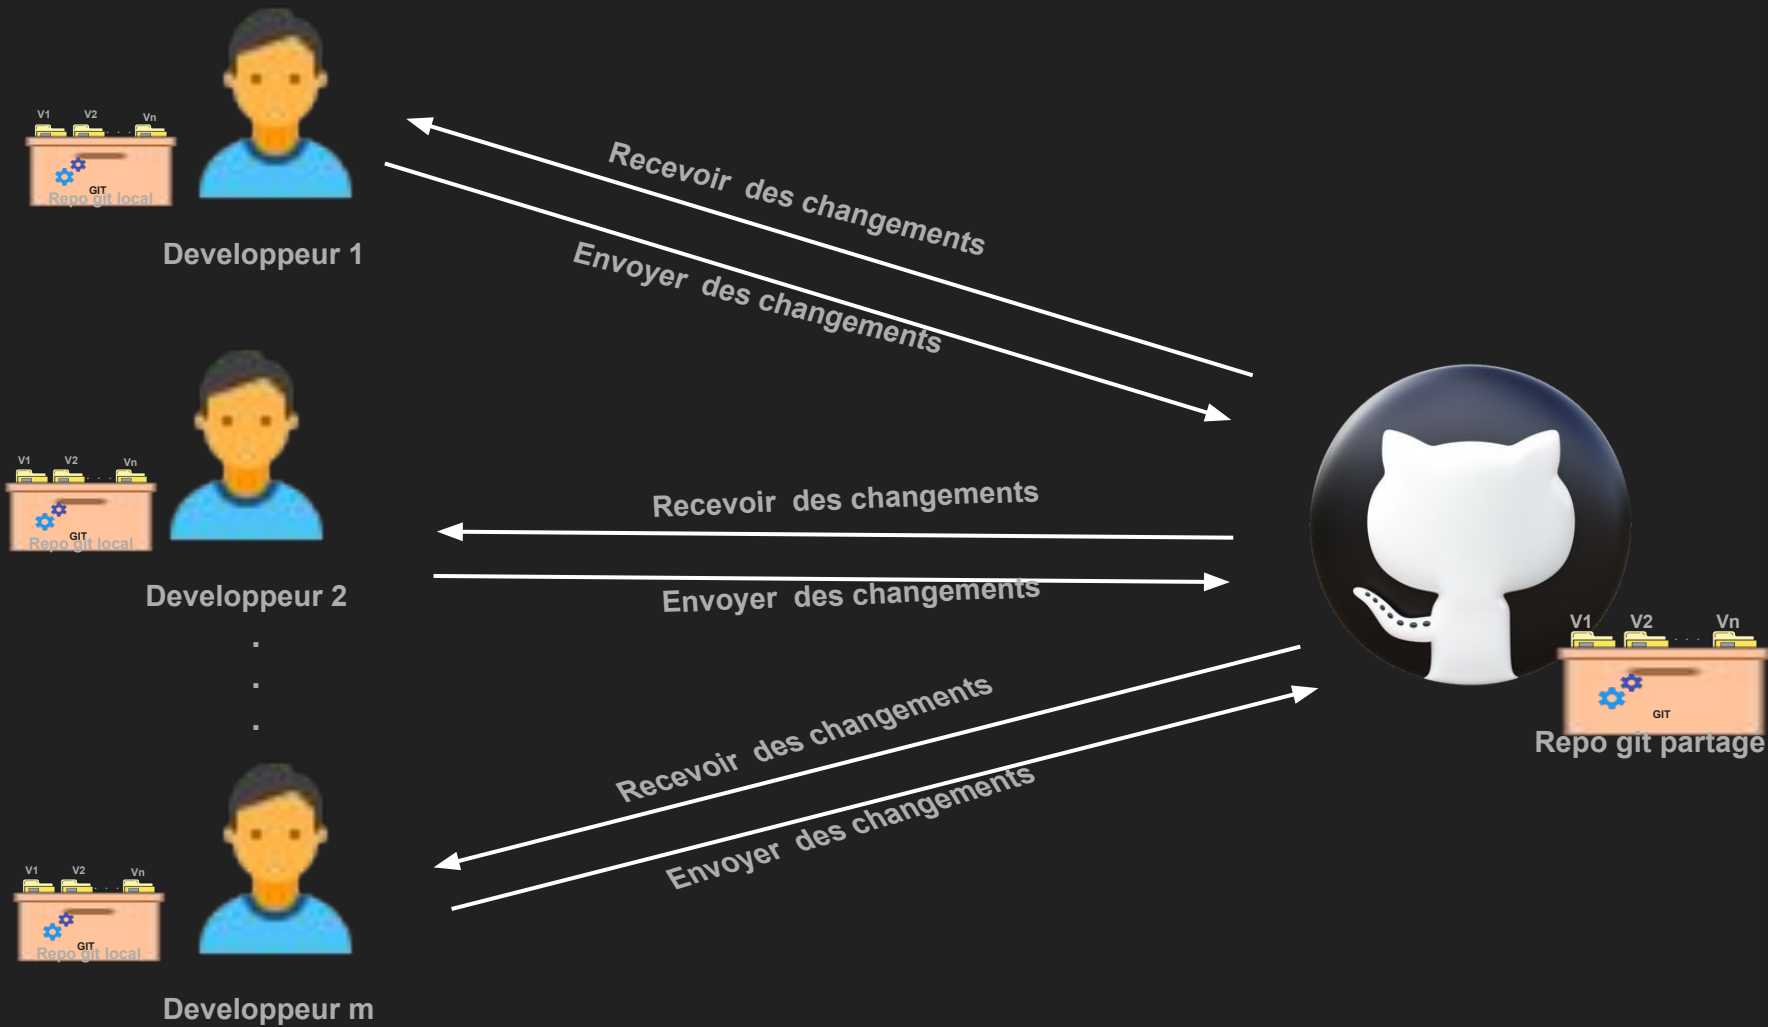 V1 V2 . . . Vn
GIT
Repo git local
Developpeur 1
Recevoir des changements
Envoyer des changements
V1 V2 . . . Vn
GIT
Repo git local
Developpeur 2
Recevoir des changements
Envoyer des changements
.
.
.
V1 V2 . . . Vn
GIT
Repo git partagé
Recevoir des changements
Envoyer des changements
V1 V2 . . . Vn
GIT
Repo git local
Developpeur m